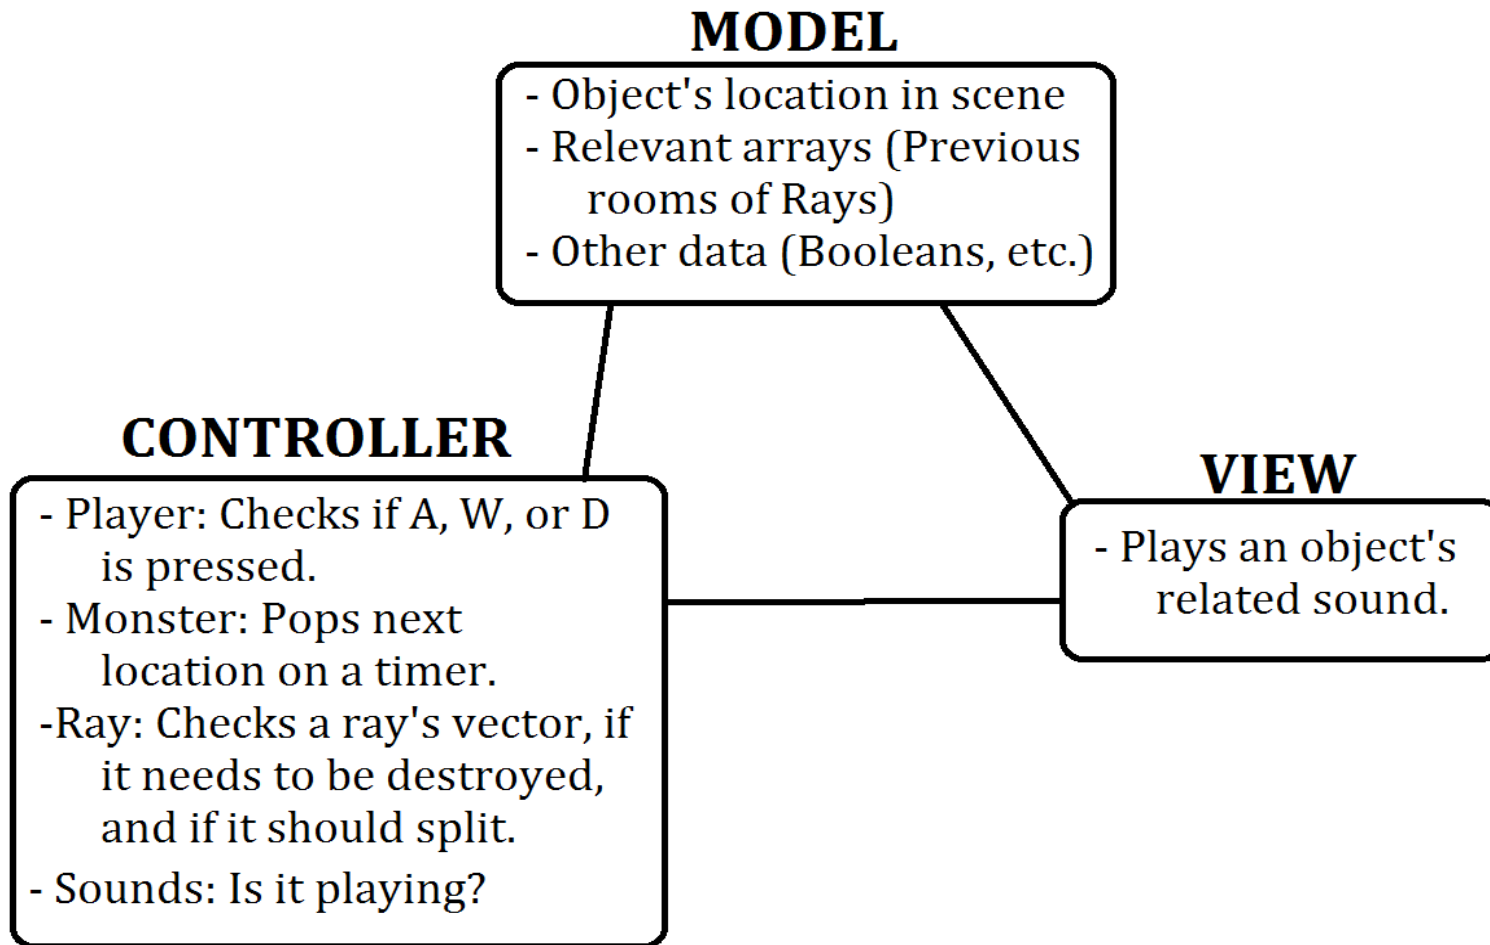 MODEL
- Object's location in scene
- Relevant arrays (Previous
rooms of Rays)
- Other data (Booleans, etc.)
CONTROLLER
- Player: Checks if A, W, or D
is pressed.
- Monster: Pops next
location on a timer.
-Ray: Checks a ray's vector, if
it needs to be destroyed,
and if it should split.
- Sounds: Is it playing?
VIEW
- Plays an object's
related sound.